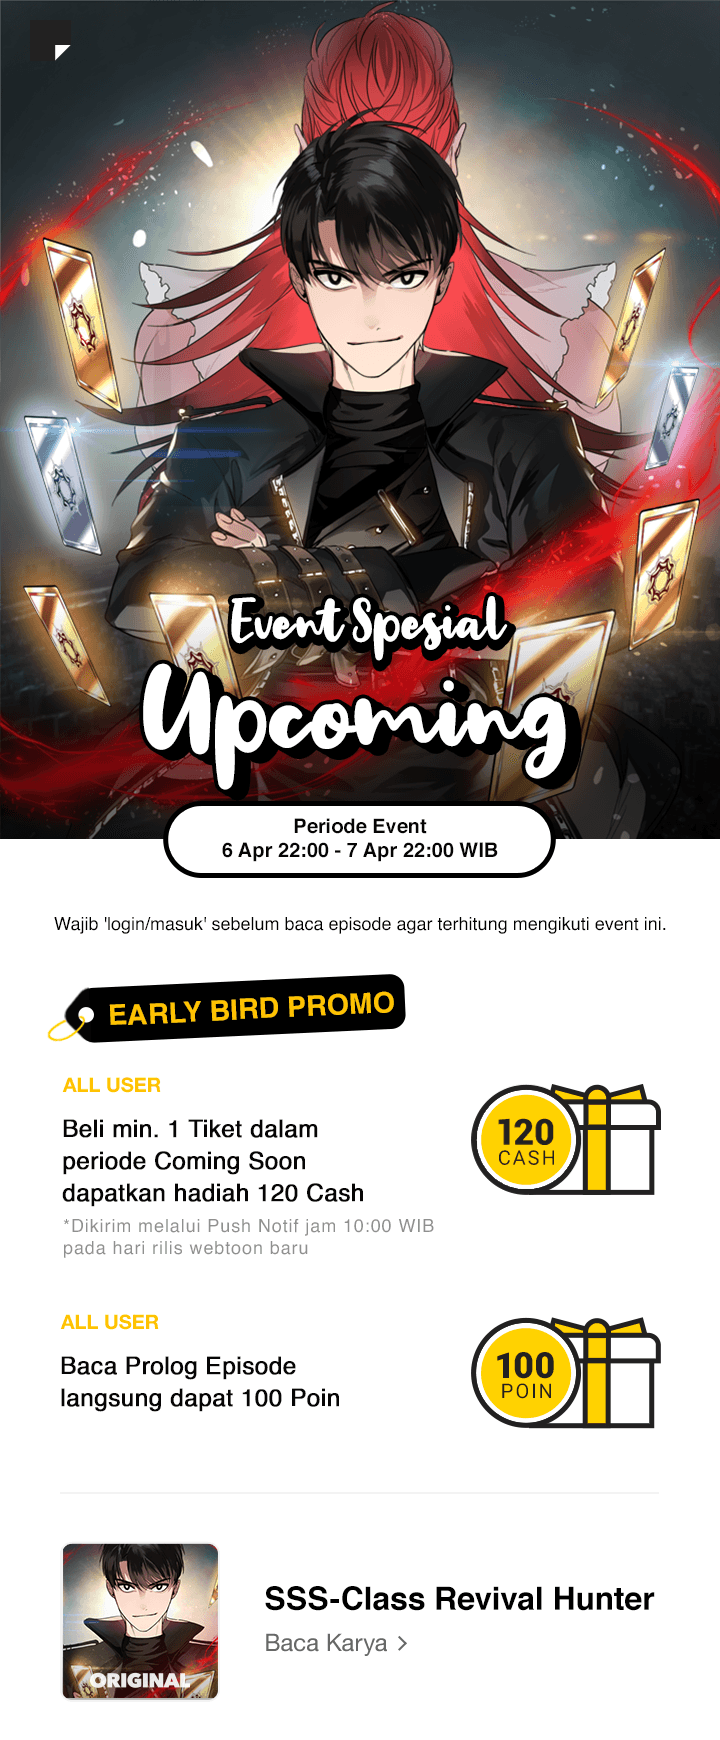 Event Spesial
Upcoming
Periode Event
6 Apr 22:00 - 7 Apr 22:00 WIB
Wajib 'login/masuk' sebelum baca episode agar terhitung mengikuti event ini.
EARLY BIRD PROMO
ALL USER
Beli min. 1 Tiket dalam
periode Coming Soon
dapatkan hadiah 120 Cash
*Dikirim melalui Push Notif jam 10:00 WIB
pada hari rilis webtoon baru
120
CASH
ALL USER
Baca Prolog Episode
langsung dapat 100 Poin
100
POIN
ORIGINAL
SSS-Class Revival Hunter
Baca Karya >